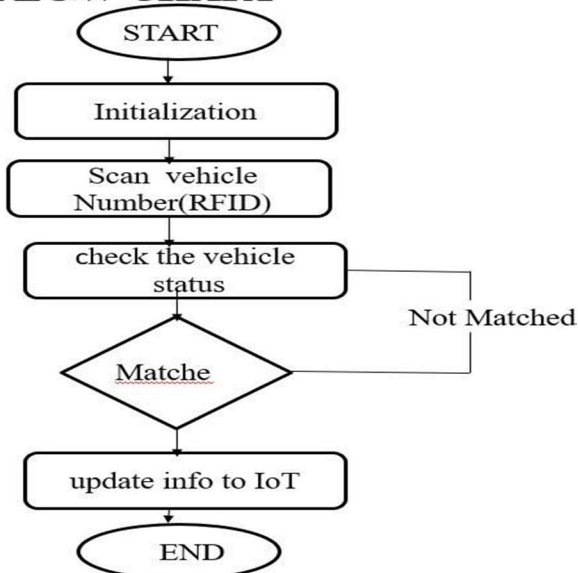 START
Initialization
Scan vehicle
Number(RFID)
check the vehicle
status
Not Matched
Matche
update info to IoT
END